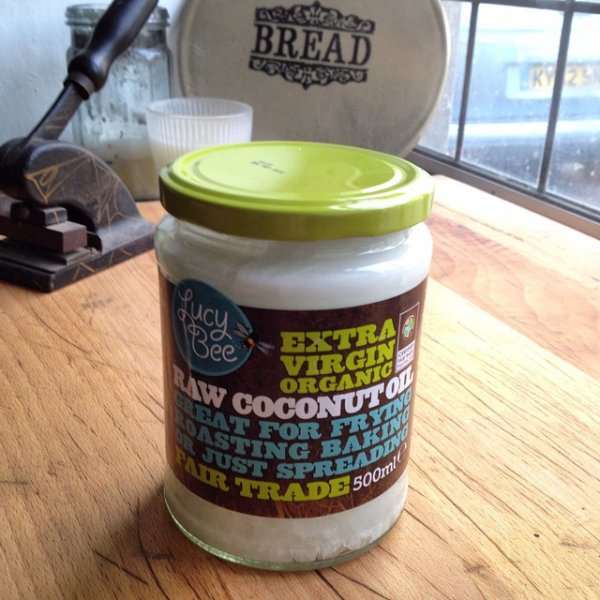 BREAD
Lucy
Bee
EXTRA
VIRGIN
ORGANIC
RAW COCONUT OIL
GREAT FOR FRYING
ROASTING BAKING
OR JUST SPREADING
FAIR TRADE 500ml e